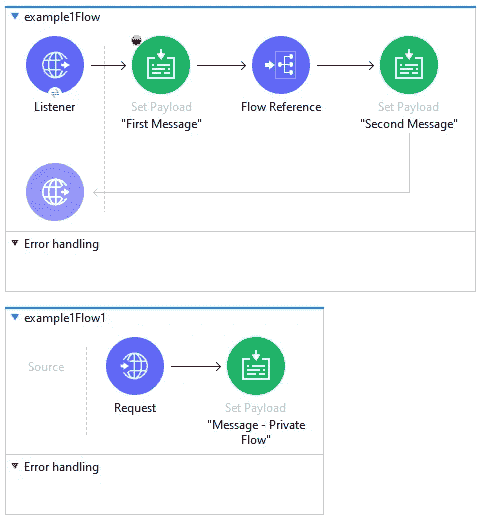 example1Flow
Listener
Set Payload
"First Message"
Flow Reference
Set Payload
"Second Message"
Error handling
example1Flow1
Source
Request
Set Payload
"Message - Private
Flow"
Error handling